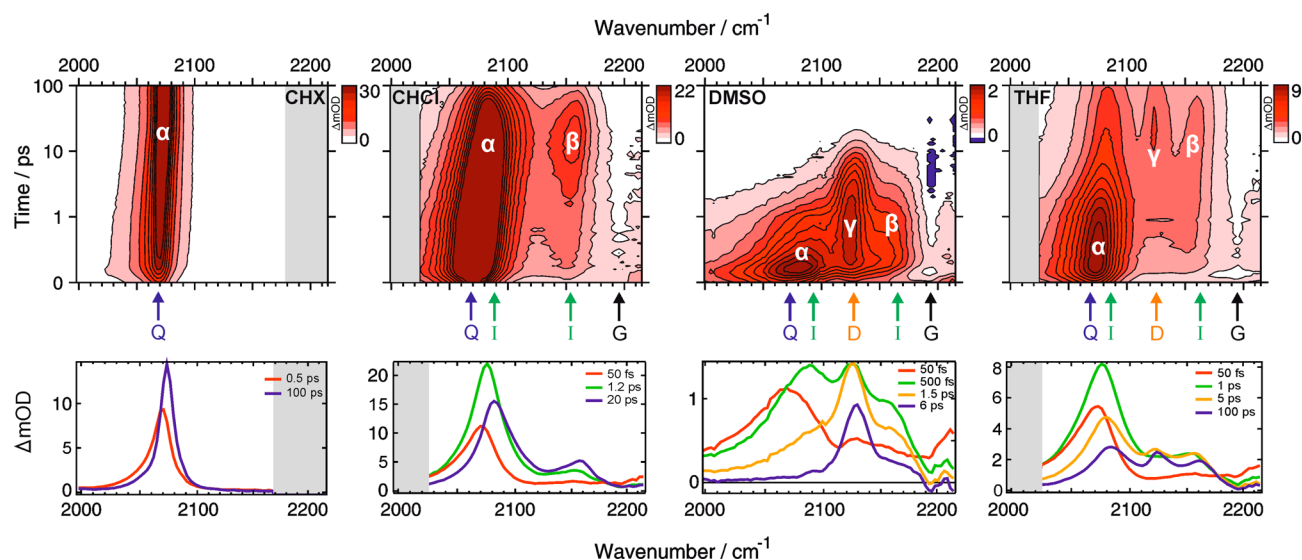 Wavenumber / cm-1
2000 2100 2200 2000 2100 2200 2000 2100 2200 2000 2100 2200
Time / ps
100
10
1
0
CHX
α
30
0
ΔmOD
CHCl3
α
β
22
0
ΔmOD
DMSO
α
γ
β
2
0
ΔmOD
THF
α
γ
β
9
0
ΔmOD
Q
Q I I G
Q I D I G
Q I D I G
ΔmOD
10
5
0
0.5 ps
100 ps
2000 2100 2200
20
15
10
5
0
50 fs
1.2 ps
20 ps
2000 2100 2200
1
0
50 fs
500 fs
1.5 ps
6 ps
2000 2100 2200
8
6
4
2
0
50 fs
1 ps
5 ps
100 ps
2000 2100 2200
Wavenumber / cm-1